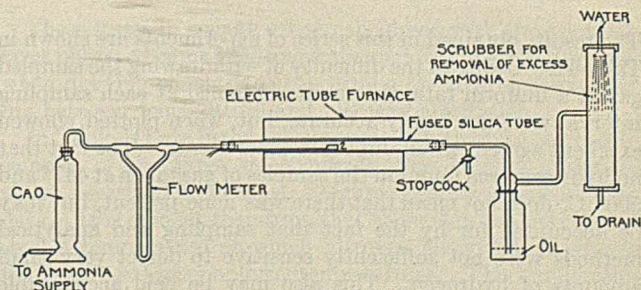 WATER
SCRUBBER FOR
REMOVAL OF EXCESS
AMMONIA
ELECTRIC TUBE FURNACE
FUSED SILICA TUBE
CAO
FLOW METER
STOPCOCK
TO DRAIN
OIL
TO AMMONIA
SUPPLY